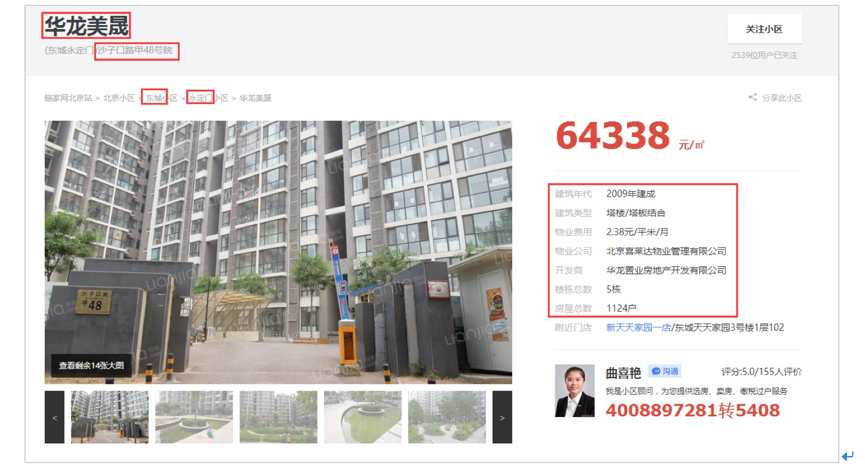 华龙美晟
(东城永定门)沙子口路甲48号院
关注小区
2539位用户已关注
链家网北京站 > 北京小区 > 东城小区 > 永定门小区 > 华龙美晟
分享此小区
64338 元/㎡
建筑年代 2009年建成
建筑类型 塔楼/塔板结合
物业费用 2.38元/平米/月
物业公司 北京喜莱达物业管理有限公司
开发商 华龙置业房地产开发有限公司
楼栋总数 5栋
房屋总数 1124户
附近门店 新天天家园一店/东城天天家园3号楼1层102
沙子口路
甲48
LIANJIA
查看剩余14张大图
曲喜艳 沟通 评分:5.0/155人评价
我是小区顾问，为您提供选房、卖房、缴税过户服务
4008897281转5408